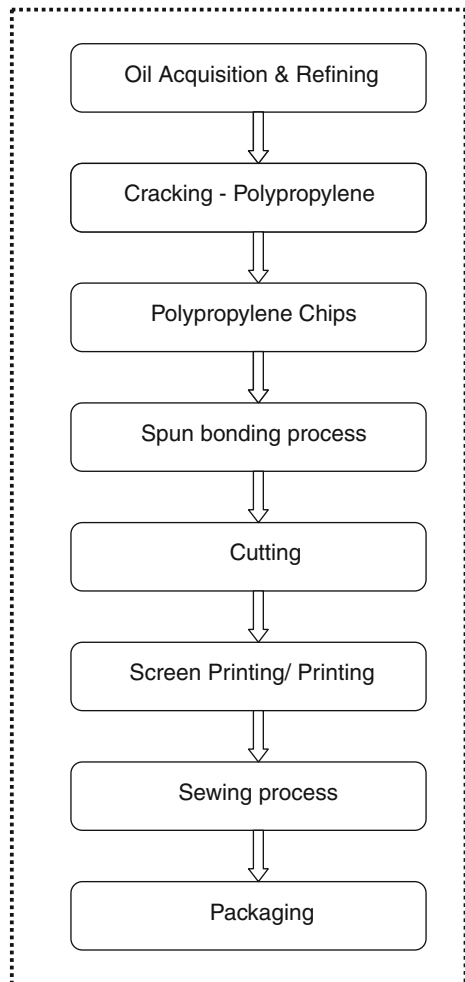 Oil Acquisition & Refining
Cracking - Polypropylene
Polypropylene Chips
Spun bonding process
Cutting
Screen Printing/ Printing
Sewing process
Packaging